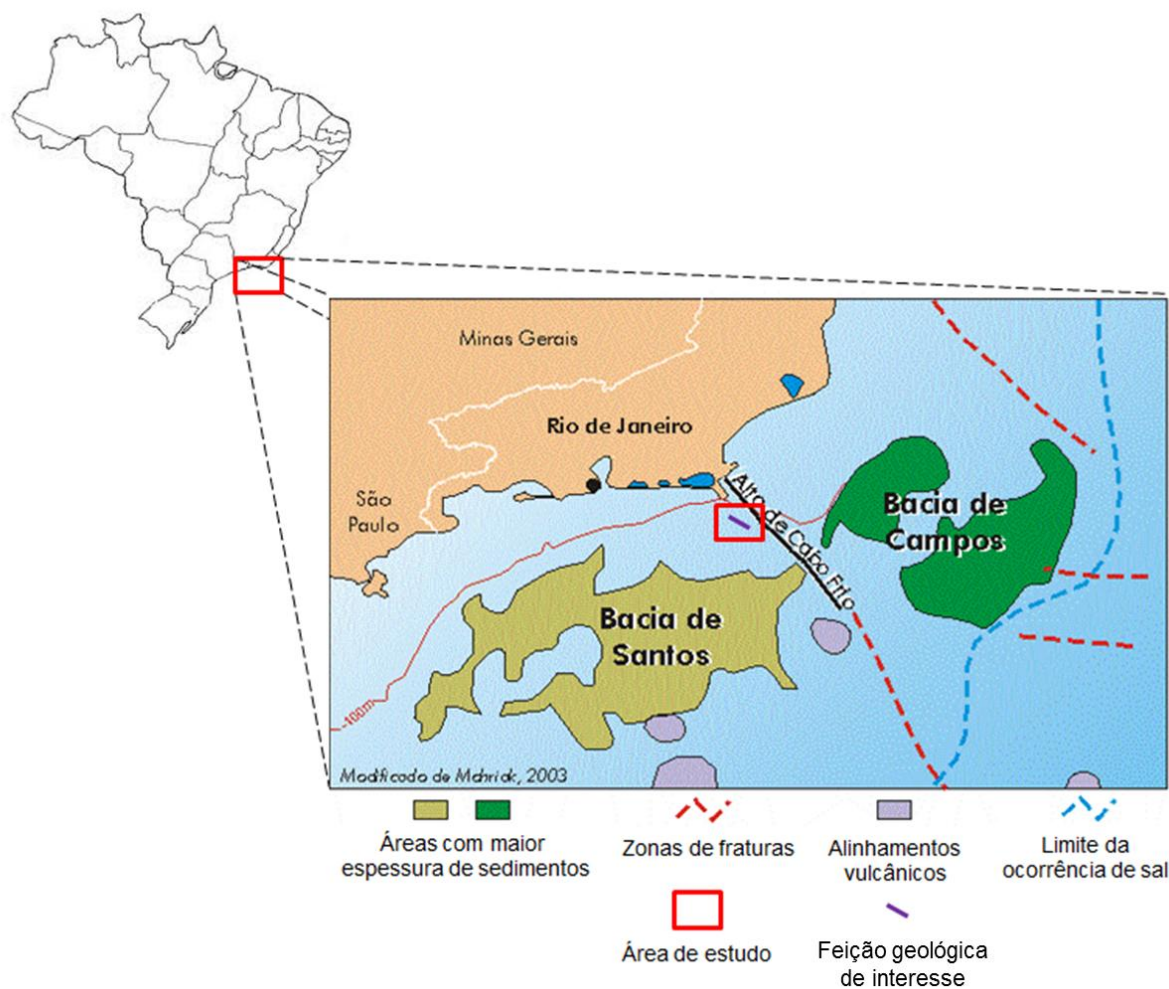 Minas Gerais
Rio de Janeiro
São
Paulo
Alto de Cabo Frio
Bacia de
Campos
Bacia de
Santos
-100m
Modificado de Mohriak, 2003
Áreas com maior
espessura de sedimentos
Zonas de fraturas
Alinhamentos
vulcânicos
Limite da
ocorrência de sal
Área de estudo
Feição geológica
de interesse